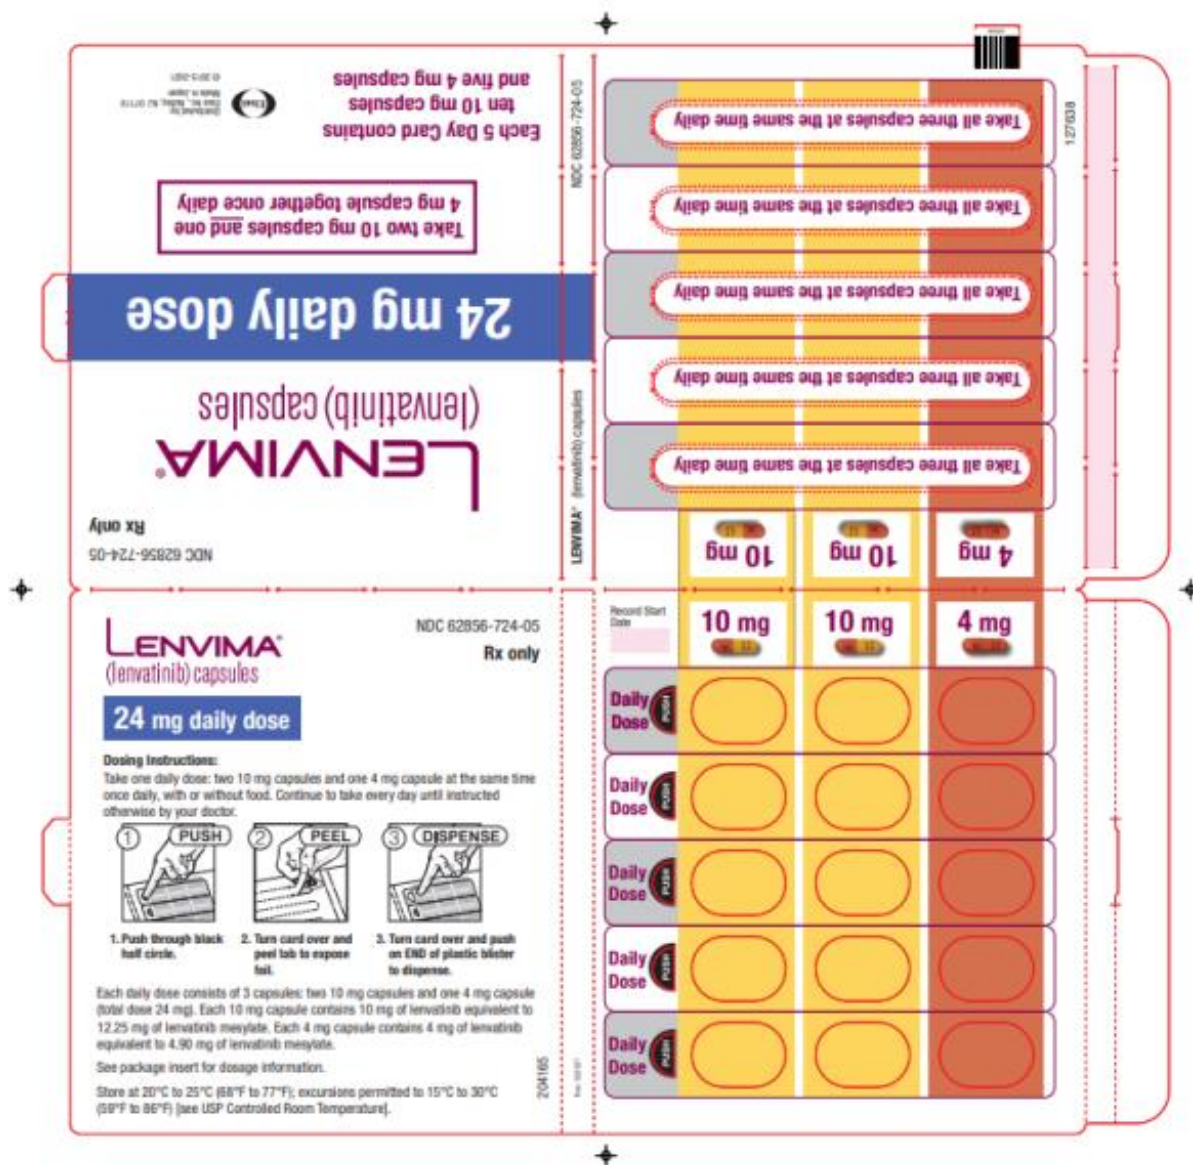 Distributed by:
Eisai Inc., Nutley, NJ 07110
Made in Japan
© 2015-2021
Eisai
Each 5 Day Card contains
ten 10 mg capsules
and five 4 mg capsules
Take two 10 mg capsules and one
4 mg capsule together once daily
24 mg daily dose
LENVIMA®
(lenvatinib) capsules
Rx only
NDC 62856-724-05
NDC 62856-724-05
LENVIMA® (lenvatinib) capsules
Take all three capsules at the same time daily
Take all three capsules at the same time daily
Take all three capsules at the same time daily
Take all three capsules at the same time daily
Take all three capsules at the same time daily
127638
10 mg
10 mg
4 mg
LENVIMA®
(lenvatinib) capsules
NDC 62856-724-05
Rx only
24 mg daily dose
Dosing Instructions:
Take one daily dose: two 10 mg capsules and one 4 mg capsule at the same time
once daily, with or without food. Continue to take every day until instructed
otherwise by your doctor.
1 PUSH
2 PEEL
3 DISPENSE
1. Push through black
half circle.
2. Turn card over and
peel tab to expose
foil.
3. Turn card over and push
on END of plastic blister
to dispense.
Each daily dose consists of 3 capsules: two 10 mg capsules and one 4 mg capsule
(total dose 24 mg). Each 10 mg capsule contains 10 mg of lenvatinib equivalent to
12.25 mg of lenvatinib mesylate. Each 4 mg capsule contains 4 mg of lenvatinib
equivalent to 4.90 mg of lenvatinib mesylate.
See package insert for dosage information.
Store at 20°C to 25°C (68°F to 77°F); excursions permitted to 15°C to 30°C
(59°F to 86°F) [see USP Controlled Room Temperature].
204165
Record Start
Date
10 mg
10 mg
4 mg
Daily
Dose
PUSH
Daily
Dose
PUSH
Daily
Dose
PUSH
Daily
Dose
PUSH
Daily
Dose
PUSH